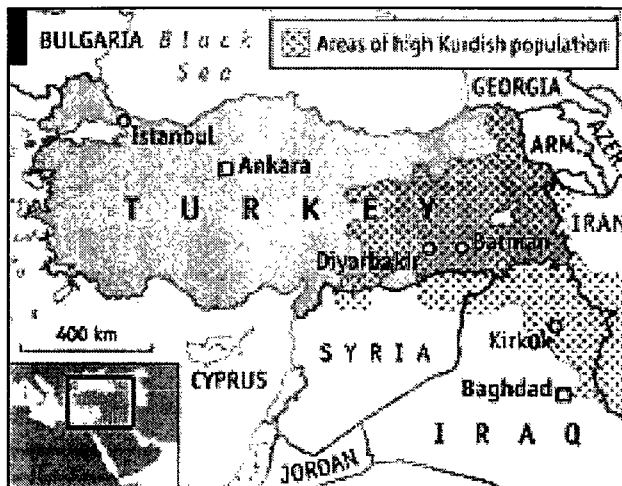 BULGARIA
Black
Sea
Areas of high Kurdish population
GEORGIA
Istanbul
ARM
AZER
Ankara
TURKEY
IRAN
Diyarbakir
Batman
400 km
SYRIA
Kirkuk
CYPRUS
Baghdad
IRAQ
JORDAN